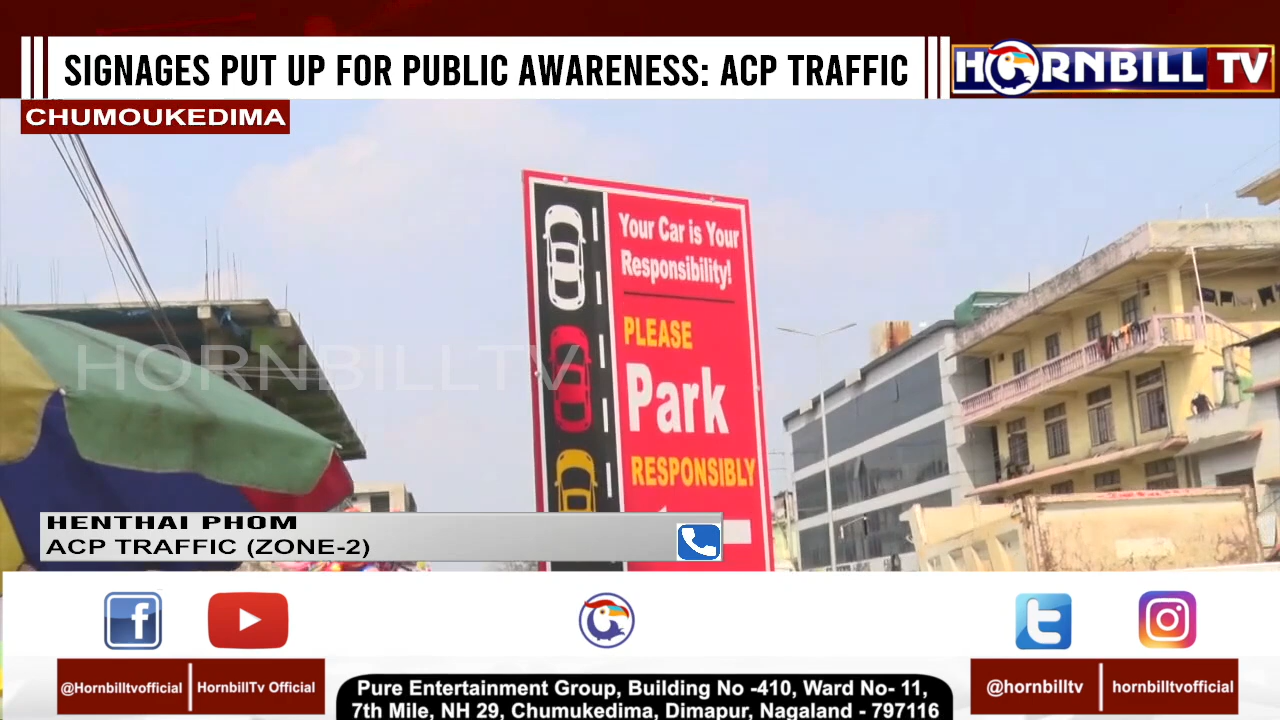 SIGNAGES PUT UP FOR PUBLIC AWARENESS: ACP TRAFFIC
HORNBILL TV
CHUMOUKEDIMA
Your Car is Your
Responsibility!
PLEASE
Park
RESPONSIBLY
HORNBILLTV
HENTHAI PHOM
ACP TRAFFIC (ZONE-2)
@Hornbilltvofficial
HornbillTv Official
Pure Entertainment Group, Building No -410, Ward No- 11,
7th Mile, NH 29, Chumukedima, Dimapur, Nagaland - 797116
@hornbilltv
hornbilltvofficial